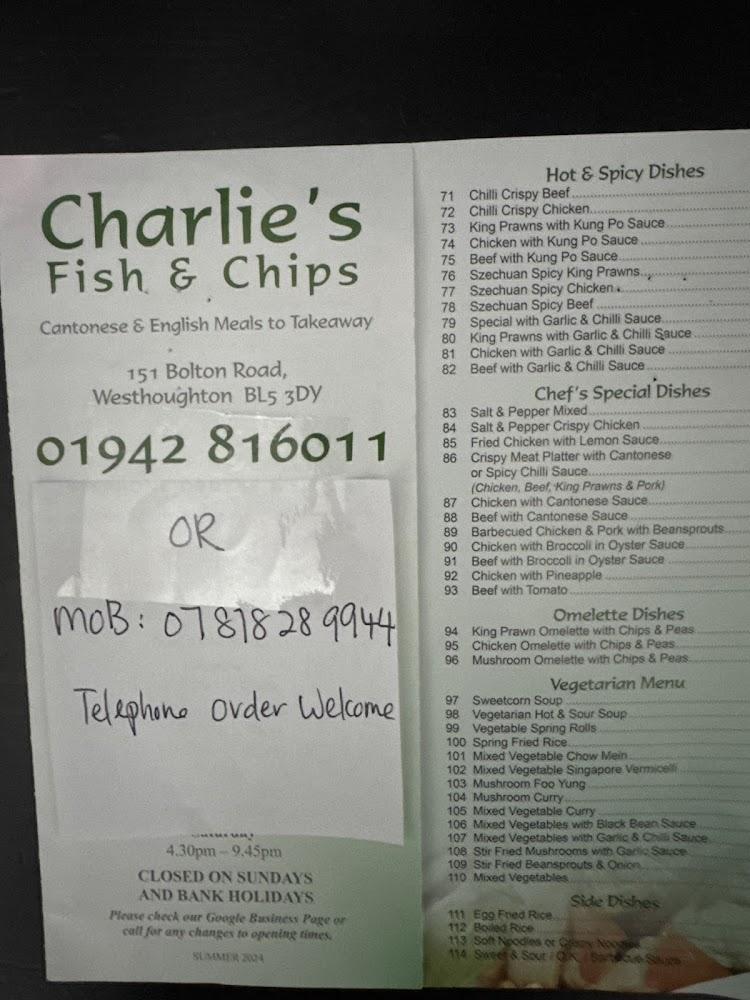 Charlie's
Fish & Chips
Cantonese & English Meals to Takeaway
151 Bolton Road,
Westhoughton BL5 3DY
01942 816011
OR
MOB: 07818289944
Telephone order Welcome
4.30pm – 9.45pm
CLOSED ON SUNDAYS
AND BANK HOLIDAYS
Please check our Google Business Page or
call for any changes to opening times.
SUMMER 2024
Hot & Spicy Dishes
71 Chilli Crispy Beef
72 Chilli Crispy Chicken
73 King Prawns with Kung Po Sauce
74 Chicken with Kung Po Sauce
75 Beef with Kung Po Sauce
76 Szechuan Spicy King Prawns
77 Szechuan Spicy Chicken
78 Szechuan Spicy Beef
79 Special with Garlic & Chilli Sauce
80 King Prawns with Garlic & Chilli Sauce
81 Chicken with Garlic & Chilli Sauce
82 Beef with Garlic & Chilli Sauce
Chef's Special Dishes
83 Salt & Pepper Mixed
84 Salt & Pepper Crispy Chicken
85 Fried Chicken with Lemon Sauce
86 Crispy Meat Platter with Cantonese
or Spicy Chilli Sauce
(Chicken, Beef, King Prawns & Pork)
87 Chicken with Cantonese Sauce
88 Beef with Cantonese Sauce
89 Barbecued Chicken & Pork with Beansprouts
90 Chicken with Broccoli in Oyster Sauce
91 Beef with Broccoli in Oyster Sauce
92 Chicken with Pineapple
93 Beef with Tomato
Omelette Dishes
94 King Prawn Omelette with Chips & Peas
95 Chicken Omelette with Chips & Peas
96 Mushroom Omelette with Chips & Peas
Vegetarian Menu
97 Sweetcorn Soup
98 Vegetarian Hot & Sour Soup
99 Vegetable Spring Rolls
100 Spring Fried Rice
101 Mixed Vegetable Chow Mein
102 Mixed Vegetable Singapore Vermicelli
103 Mushroom Foo Yung
104 Mushroom Curry
105 Mixed Vegetable Curry
106 Mixed Vegetables with Black Bean Sauce
107 Mixed Vegetables with Garlic & Chilli Sauce
108 Stir Fried Mushrooms with Garlic Sauce
109 Stir Fried Beansprouts & Onion
110 Mixed Vegetables
Side Dishes
111 Egg Fried Rice
112 Boiled Rice
113 Soft Noodles or Crispy Noodles
114 Sweet & Sour / O.K. / Barbecue Sauce